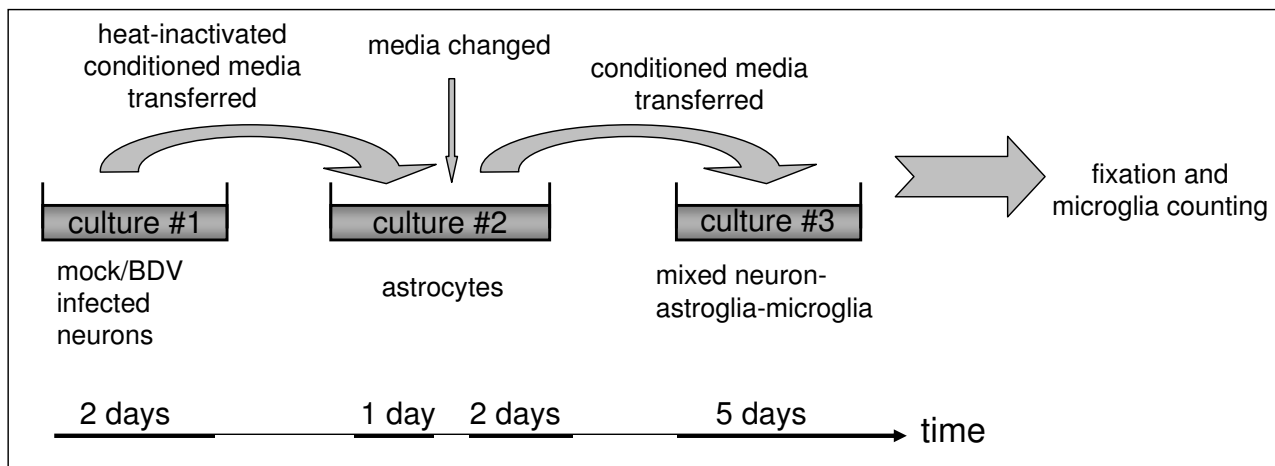 heat-inactivated
conditioned media
transferred
media changed
conditioned media
transferred
culture #1
culture #2
culture #3
fixation and
microglia counting
mock/BDV
infected
neurons
astrocytes
mixed neuron-
astroglia-microglia
2 days
1 day
2 days
5 days
time